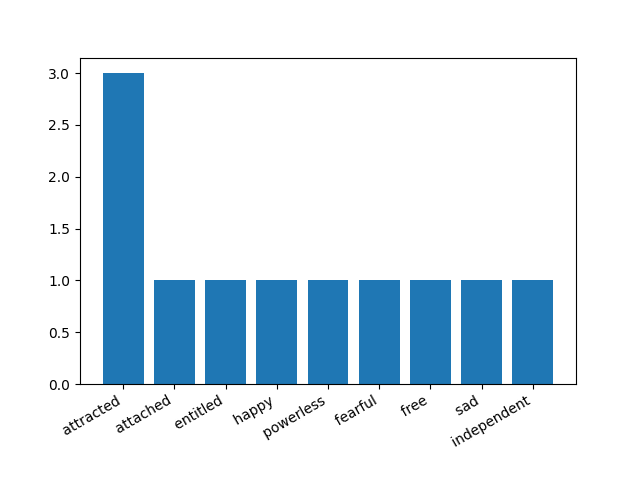 3.0
2.5
2.0
1.5
1.0
0.5
0.0
attracted
attached
entitled
happy
powerless
fearful
free
sad
independent